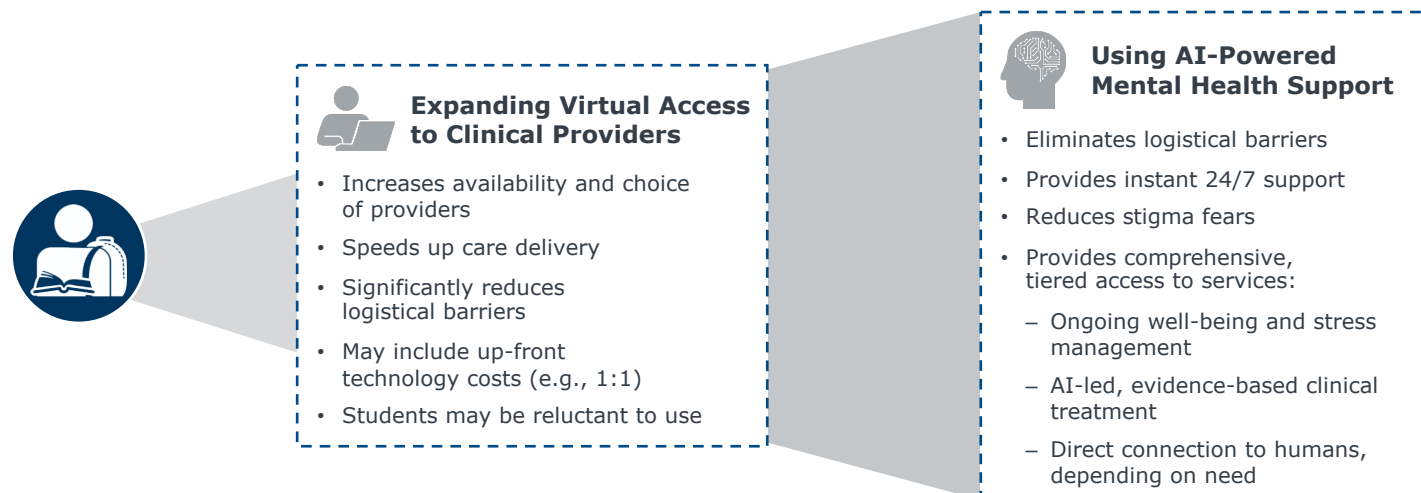 Expanding Virtual Access
to Clinical Providers
• Increases availability and choice
of providers
• Speeds up care delivery
• Significantly reduces
logistical barriers
• May include up-front
technology costs (e.g., 1:1)
• Students may be reluctant to use
Using AI-Powered
Mental Health Support
• Eliminates logistical barriers
• Provides instant 24/7 support
• Reduces stigma fears
• Provides comprehensive,
tiered access to services:
– Ongoing well-being and stress
management
– AI-led, evidence-based clinical
treatment
– Direct connection to humans,
depending on need